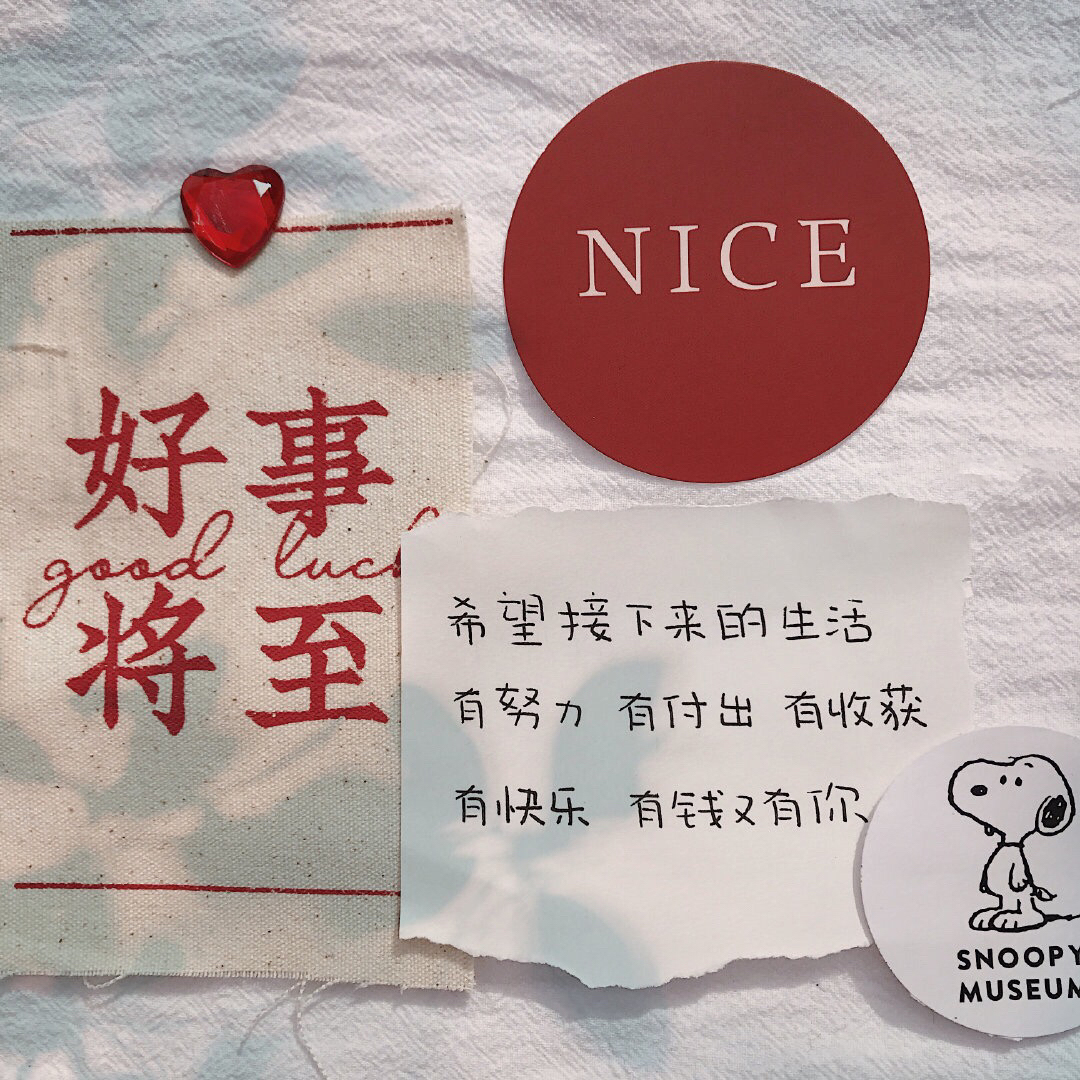 NICE
好事
good luck
将至
希望接下来的生活
有努力 有付出 有收获
有快乐 有钱又有你
SNOOPY
MUSEUM